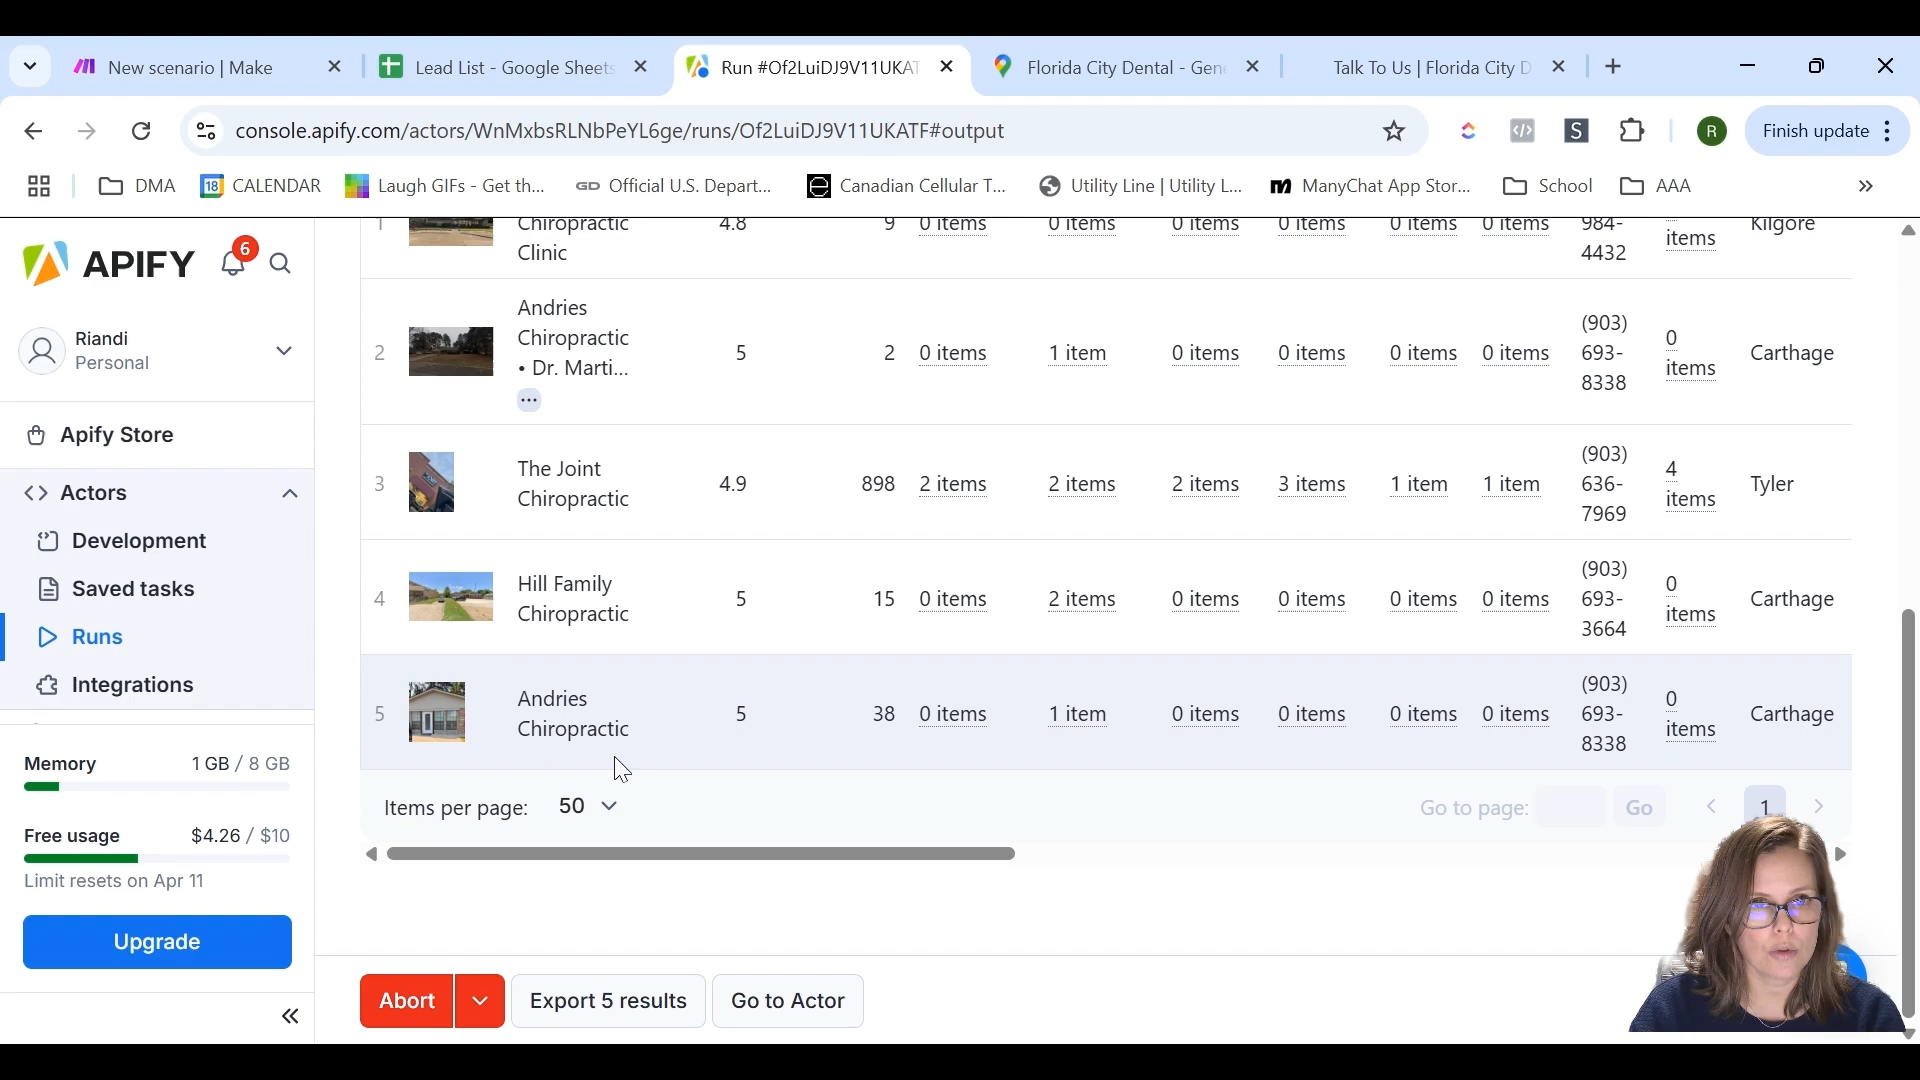 New scenario | Make
Lead List - Google Sheets
Run #Of2LuiDJ9V11UKAT
Florida City Dental - Gene
Talk To Us | Florida City D
console.apify.com/actors/WnMxbsRLNbPeYL6ge/runs/Of2LuiDJ9V11UKATF#output
R
Finish update
DMA
18 CALENDAR
Laugh GIFs - Get th...
GD Official U.S. Depart...
Canadian Cellular T...
Utility Line | Utility L...
ManyChat App Stor...
School
AAA
APIFY
6
Riandi
Personal
Apify Store
Actors
Development
Saved tasks
Runs
Integrations
Memory 1 GB / 8 GB
Free usage $4.26 / $10
Limit resets on Apr 11
Upgrade
1 Chiropractic Clinic 4.8 9 0 items 0 items 0 items 0 items 0 items 0 items 984-4432 items Kilgore
2 Andries Chiropractic • Dr. Marti... ... 5 2 0 items 1 item 0 items 0 items 0 items 0 items (903) 693-8338 0 items Carthage
3 The Joint Chiropractic 4.9 898 2 items 2 items 2 items 3 items 1 item 1 item (903) 636-7969 4 items Tyler
4 Hill Family Chiropractic 5 15 0 items 2 items 0 items 0 items 0 items 0 items (903) 693-3664 0 items Carthage
5 Andries Chiropractic 5 38 0 items 1 item 0 items 0 items 0 items 0 items (903) 693-8338 0 items Carthage
Items per page: 50
Go to page: Go 1
Abort
Export 5 results
Go to Actor